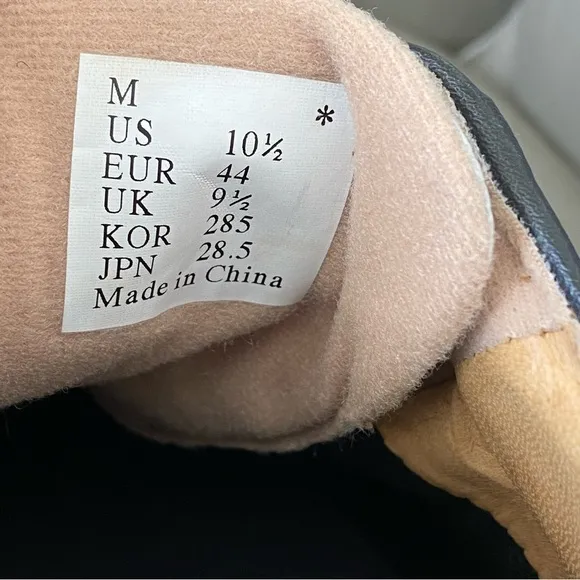 M *
US 10½
EUR 44
UK 9½
KOR 285
JPN 28.5
Made in China